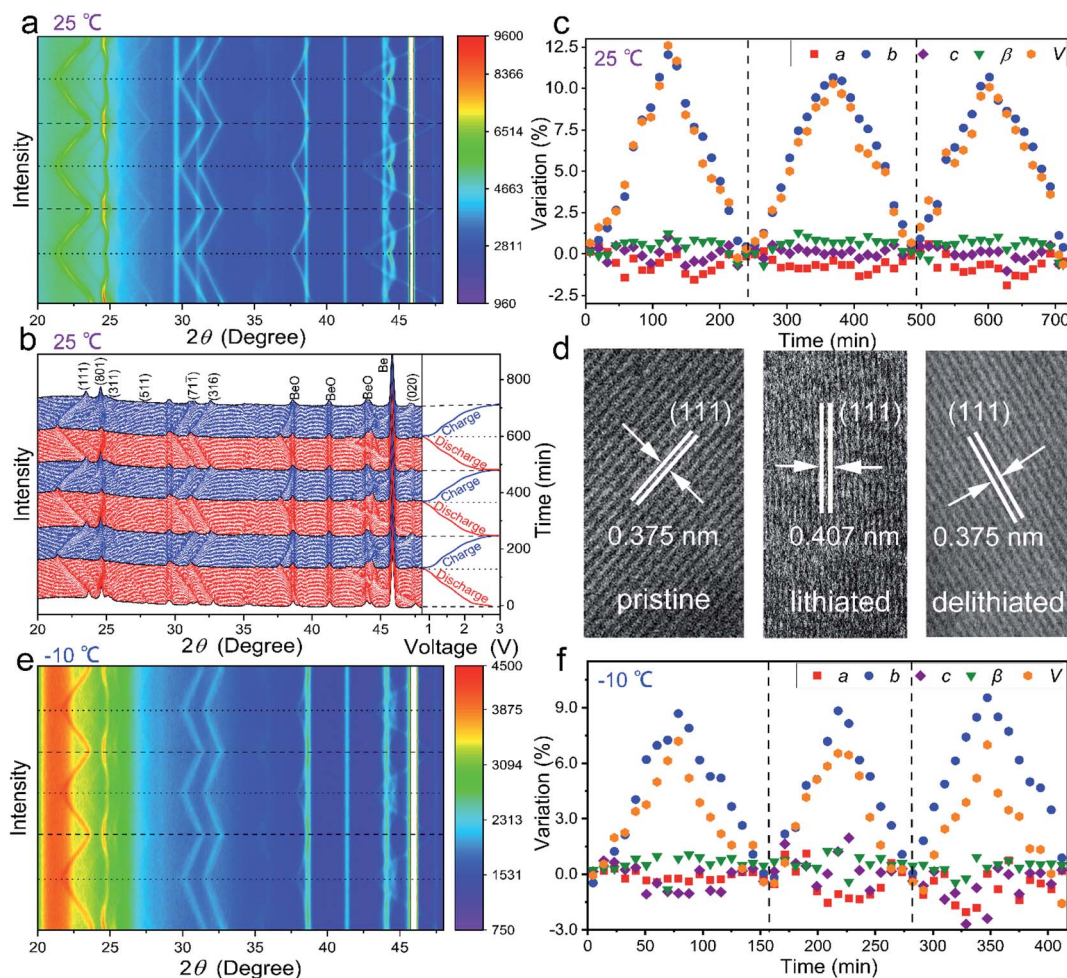 a 25 ℃
Intensity
9600
8366
6514
4663
2811
960
20 25 30 35 40 45
2θ (Degree)
b 25 ℃
Intensity
(111)
(801)
(311)
(511)
(711)
(316)
BeO
BeO
BeO
Be
(020)
Charge
Discharge
Charge
Discharge
Charge
Discharge
800
600
400
200
0
Time (min)
20 25 30 35 40 45 1 2 3
2θ (Degree) Voltage (V)
c 25 ℃
a b c β V
Variation (%)
12.5
10.0
7.5
5.0
2.5
0.0
-2.5
0 100 200 300 400 500 600 700
Time (min)
d
(111) (111) (111)
0.375 nm 0.407 nm 0.375 nm
pristine lithiated delithiated
e -10 ℃
Intensity
4500
3875
3094
2313
1531
750
20 25 30 35 40 45
2θ (Degree)
f -10 ℃
a b c β V
Variation (%)
9.0
6.0
3.0
0.0
-3.0
0 50 100 150 200 250 300 350 400
Time (min)